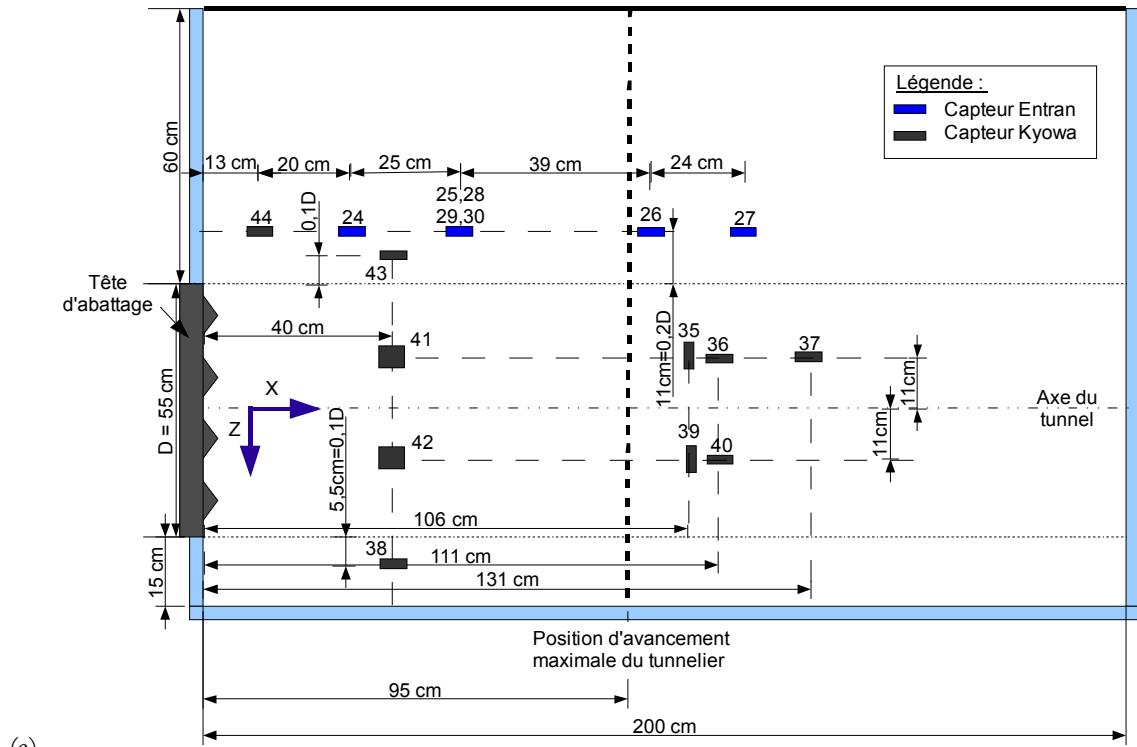 60 cm
Légende :
Capteur Entran
Capteur Kyowa
13 cm
20 cm
25 cm
39 cm
24 cm
0,1D
44
24
25,28
29,30
26
27
43
Tête
d'abattage
40 cm
41
11cm=0,2D
35
36
37
11cm
D = 55 cm
X
Z
Axe du
tunnel
42
39
40
11cm
5,5cm=0,1D
106 cm
38
111 cm
15 cm
131 cm
Position d'avancement
maximale du tunnelier
95 cm
200 cm